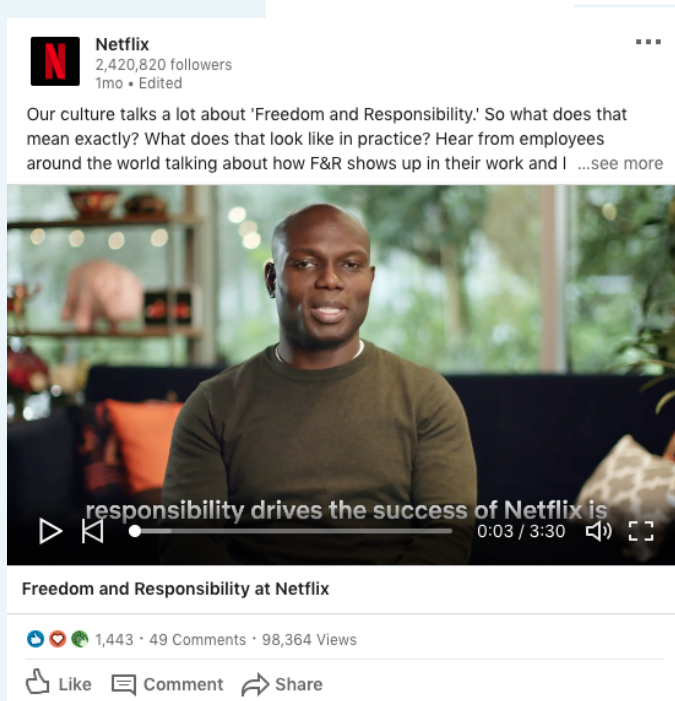 N
Netflix
2,420,820 followers
1mo • Edited
Our culture talks a lot about 'Freedom and Responsibility.' So what does that
mean exactly? What does that look like in practice? Hear from employees
around the world talking about how F&R shows up in their work and l ...see more
responsibility drives the success of Netflix is
0:03 / 3:30
Freedom and Responsibility at Netflix
1,443 · 49 Comments · 98,364 Views
Like Comment Share